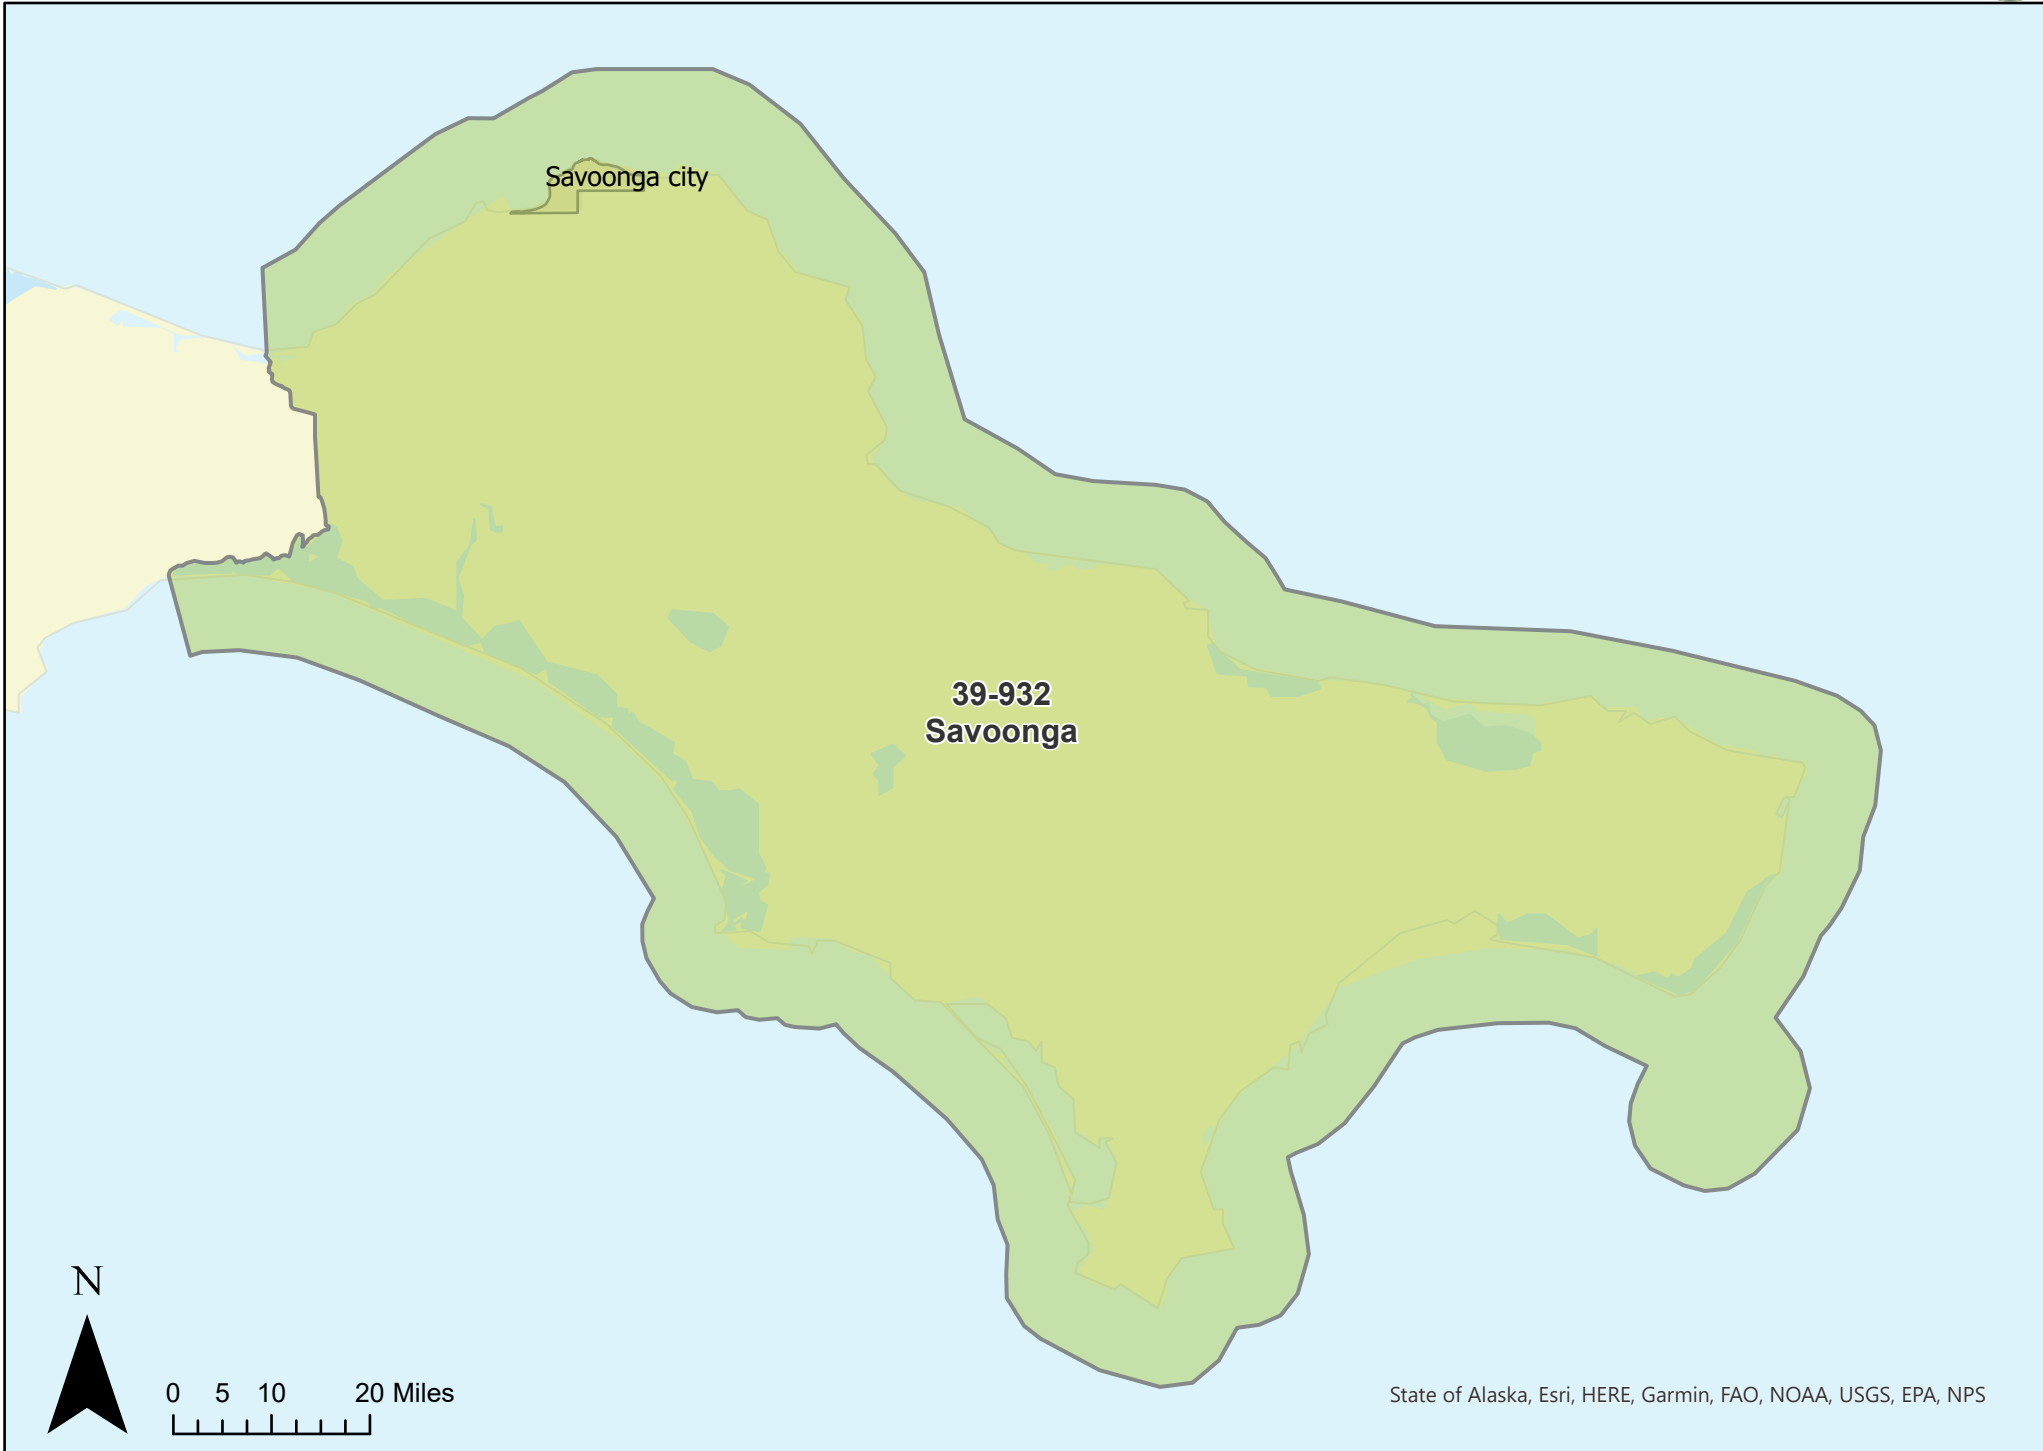 Savoonga city
39-932
Savoonga
N
0 5 10 20 Miles
State of Alaska, Esri, HERE, Garmin, FAO, NOAA, USGS, EPA, NPS